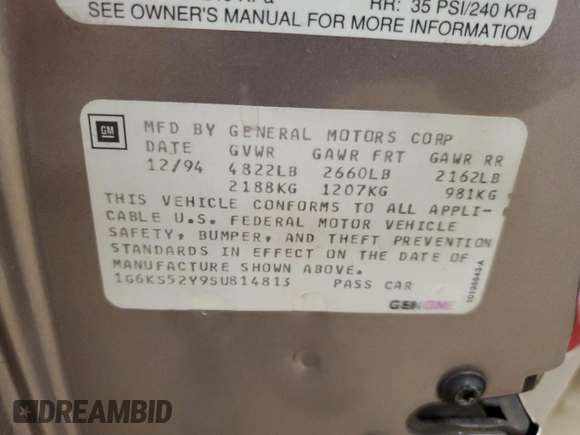 RR: 35 PSI/240 KPa
SEE OWNER'S MANUAL FOR MORE INFORMATION
GM
MFD BY GENERAL MOTORS CORP
DATE GVWR GAWR FRT GAWR RR
12/94 4822LB 2660LB 2162LB
2188KG 1207KG 981KG
THIS VEHICLE CONFORMS TO ALL APPLI-
CABLE U.S. FEDERAL MOTOR VEHICLE
SAFETY, BUMPER, AND THEFT PREVENTION
STANDARDS IN EFFECT ON THE DATE OF
MANUFACTURE SHOWN ABOVE.
1G6KS52Y9SU814813 PASS CAR
DREAMBID